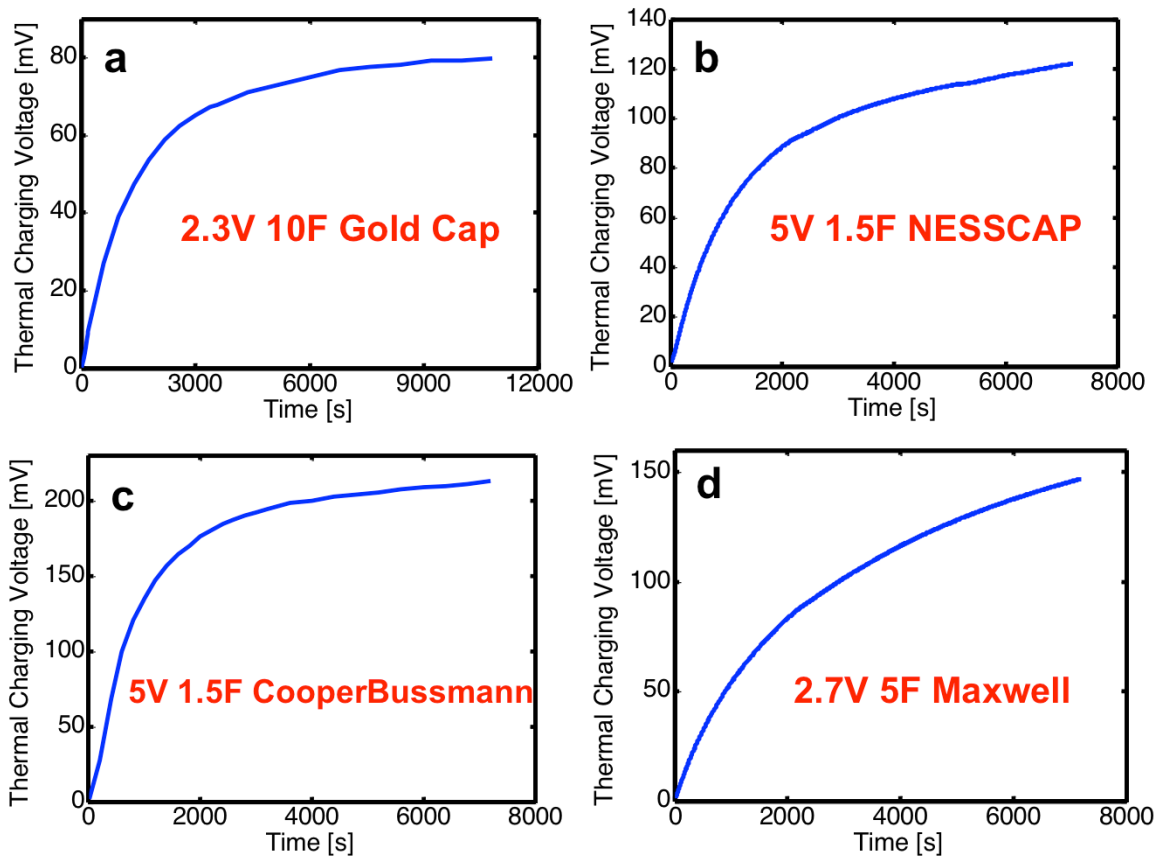 a
Thermal Charging Voltage [mV]
80
60
40
20
0
2.3V 10F Gold Cap
0 3000 6000 9000 12000
Time [s]
b
Thermal Charging Voltage [mV]
140
120
100
80
60
40
20
0
5V 1.5F NESSCAP
0 2000 4000 6000 8000
Time [s]
c
Thermal Charging Voltage [mV]
200
150
100
50
0
5V 1.5F CooperBussmann
0 2000 4000 6000 8000
Time [s]
d
Thermal Charging Voltage [mV]
150
100
50
0
2.7V 5F Maxwell
0 2000 4000 6000 8000
Time [s]